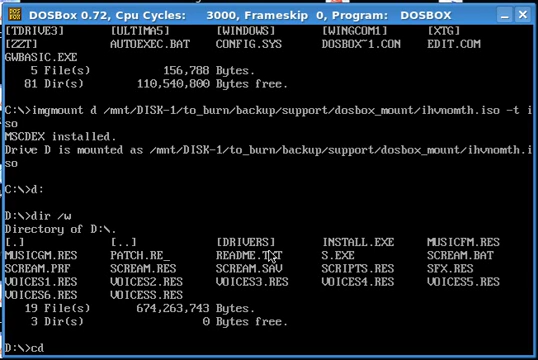 DOSBox 0.72, Cpu Cycles: 3000, Frameskip 0, Program: DOSBOX
[TDRIVE3] [ULTIMA5] [WINDOWS] [WINGCOM1] [XTG]
[ZZT] AUTOEXEC.BAT CONFIG.SYS DOSBOX~1.CON EDIT.COM
GWBASIC.EXE
5 File(s) 156,788 Bytes.
81 Dir(s) 110,540,800 Bytes free.
C:\>imgmount d /mnt/DISK-1/to_burn/backup/support/dosbox_mount/ihvnomth.iso -t i
so
MSCDEX installed.
Drive D is mounted as /mnt/DISK-1/to_burn/backup/support/dosbox_mount/ihvnomth.i
so
C:\>d:
D:\>dir /w
Directory of D:\.
[.] [..] [DRIVERS] INSTALL.EXE MUSICFM.RES
MUSICGM.RES PATCH.RE_ README.TXT S.EXE SCREAM.BAT
SCREAM.PRF SCREAM.RES SCREAM.SAV SCRIPTS.RES SFX.RES
VOICES1.RES VOICES2.RES VOICES3.RES VOICES4.RES VOICES5.RES
VOICES6.RES VOICESS.RES
19 File(s) 674,263,743 Bytes.
3 Dir(s) 0 Bytes free.
D:\>cd